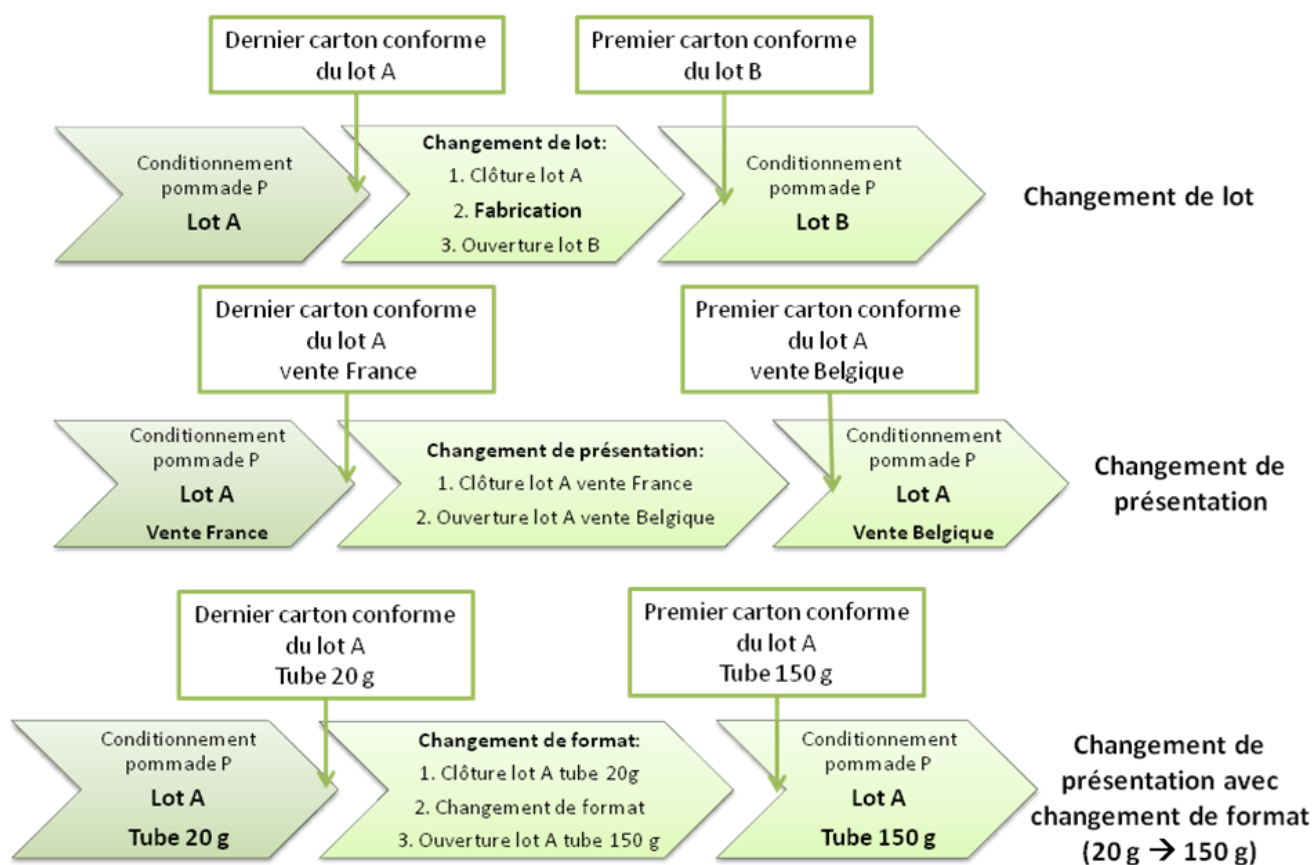 Dernier carton conforme
du lot A
Premier carton conforme
du lot B
Conditionnement
pommade P
Lot A
Changement de lot:
1. Clôture lot A
2. Fabrication
3. Ouverture lot B
Conditionnement
pommade P
Lot B
Changement de lot
Dernier carton conforme
du lot A
vente France
Premier carton conforme
du lot A
vente Belgique
Conditionnement
pommade P
Lot A
Vente France
Changement de présentation:
1. Clôture lot A vente France
2. Ouverture lot A vente Belgique
Conditionnement
pommade P
Lot A
Vente Belgique
Changement de
présentation
Dernier carton conforme
du lot A
Tube 20 g
Premier carton conforme
du lot A
Tube 150 g
Conditionnement
pommade P
Lot A
Tube 20 g
Changement de format:
1. Clôture lot A tube 20g
2. Changement de format
3. Ouverture lot A tube 150 g
Conditionnement
pommade P
Lot A
Tube 150 g
Changement de
présentation avec
changement de format
(20 g → 150 g)